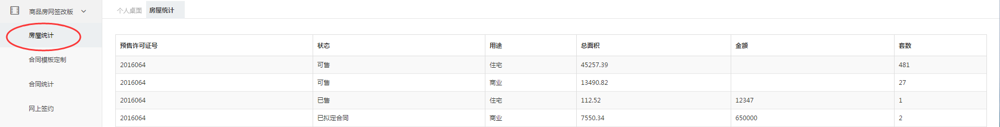 商品房网签改版
房屋统计
合同模板定制
合同统计
网上签约
个人桌面 房屋统计
预售许可证号 状态 用途 总面积 金额 套数
2016064 可售 住宅 45257.39 481
2016064 可售 商业 13490.82 27
2016064 已售 住宅 112.52 12347 1
2016064 已拟定合同 商业 7550.34 650000 2